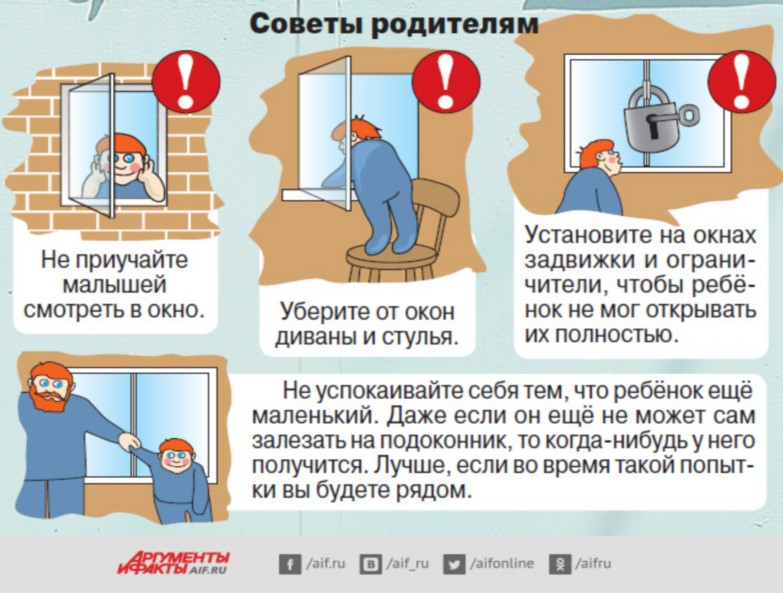 Советы родителям
Не приучайте
малышей
смотреть в окно.
Уберите от окон
диваны и стулья.
Установите на окнах
задвижки и ограни-
чители, чтобы ребё-
нок не мог открывать
их полностью.
Не успокаивайте себя тем, что ребёнок ещё
маленький. Даже если он ещё не может сам
залезать на подоконник, то когда-нибудь у него
получится. Лучше, если во время такой попыт-
ки вы будете рядом.
АРГУМЕНТЫ
И ФАКТЫ AIF.RU
/aif.ru /aif_ru /aifonline /aifru